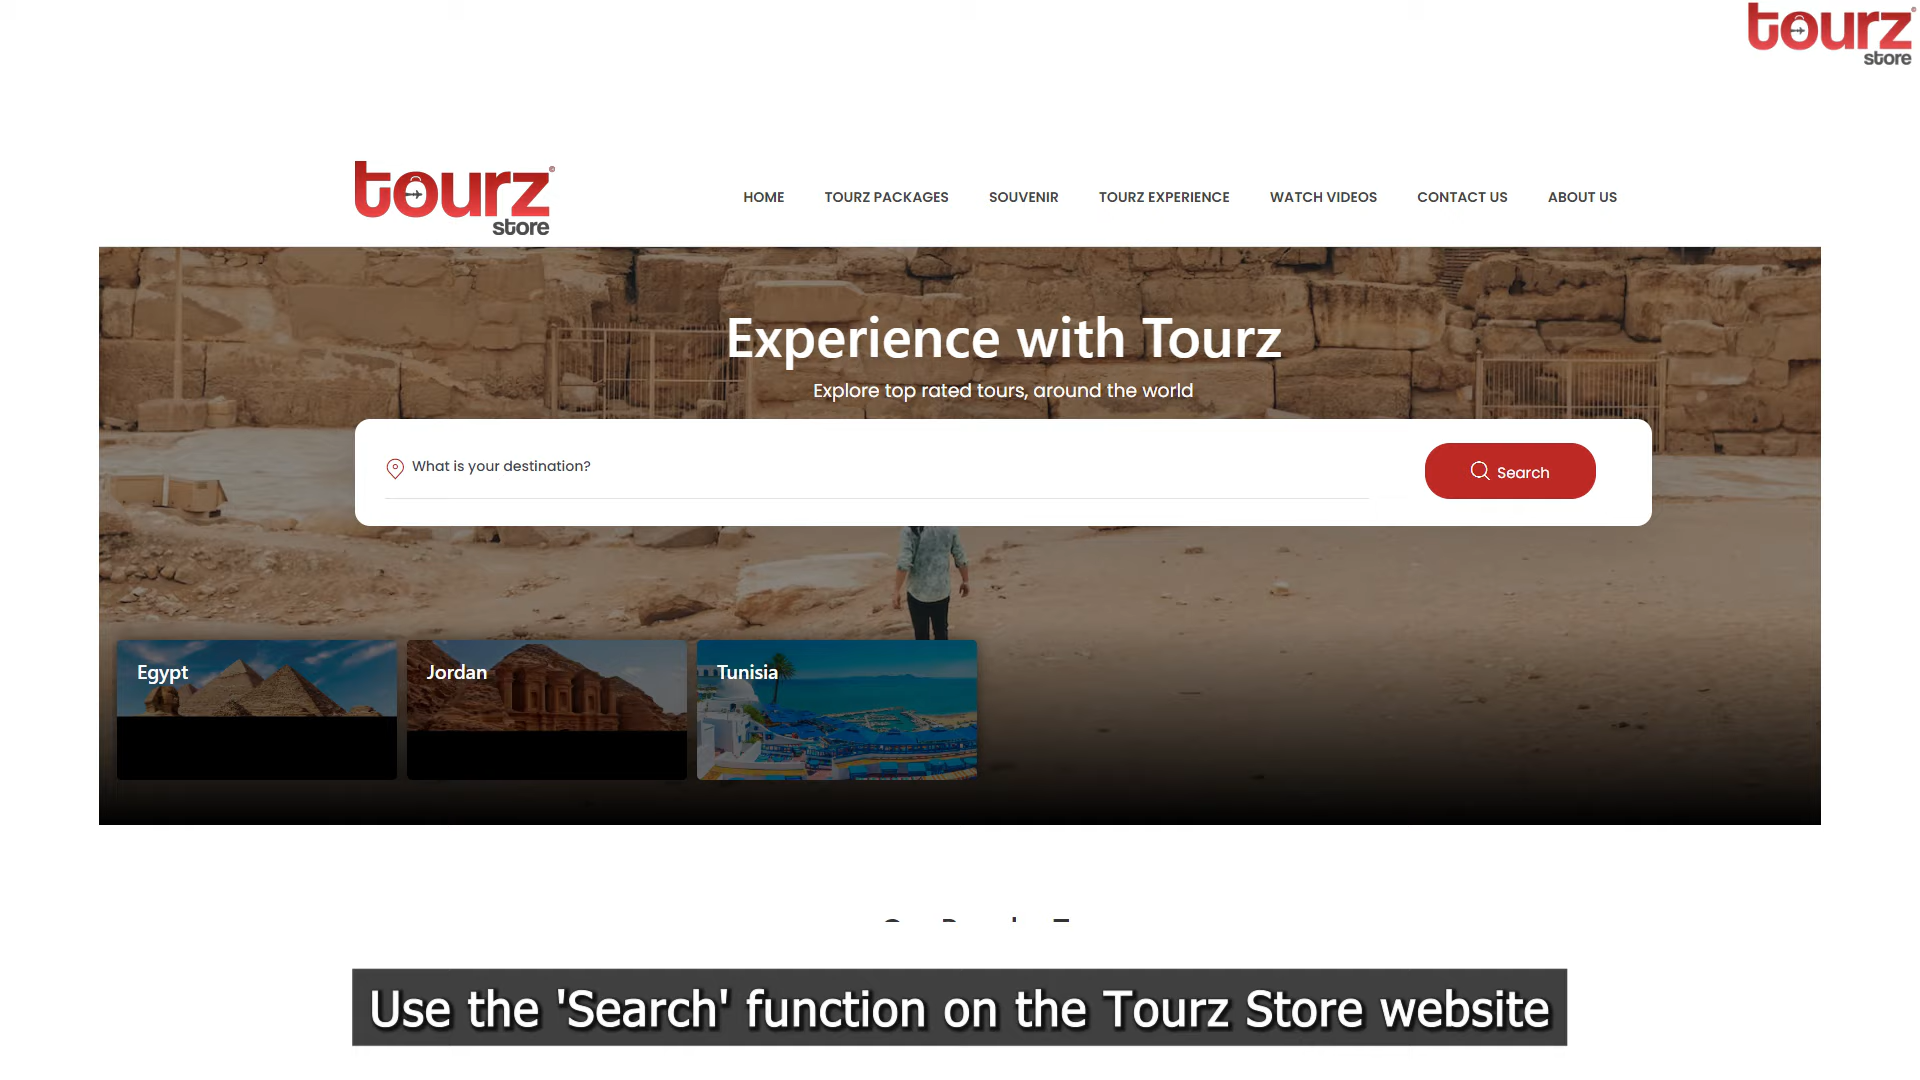 tourz
store
tourz
store
HOME TOURZ PACKAGES SOUVENIR TOURZ EXPERIENCE WATCH VIDEOS CONTACT US ABOUT US
Experience with Tourz
Explore top rated tours, around the world
What is your destination?
Search
Egypt Jordan Tunisia
Use the 'Search' function on the Tourz Store website